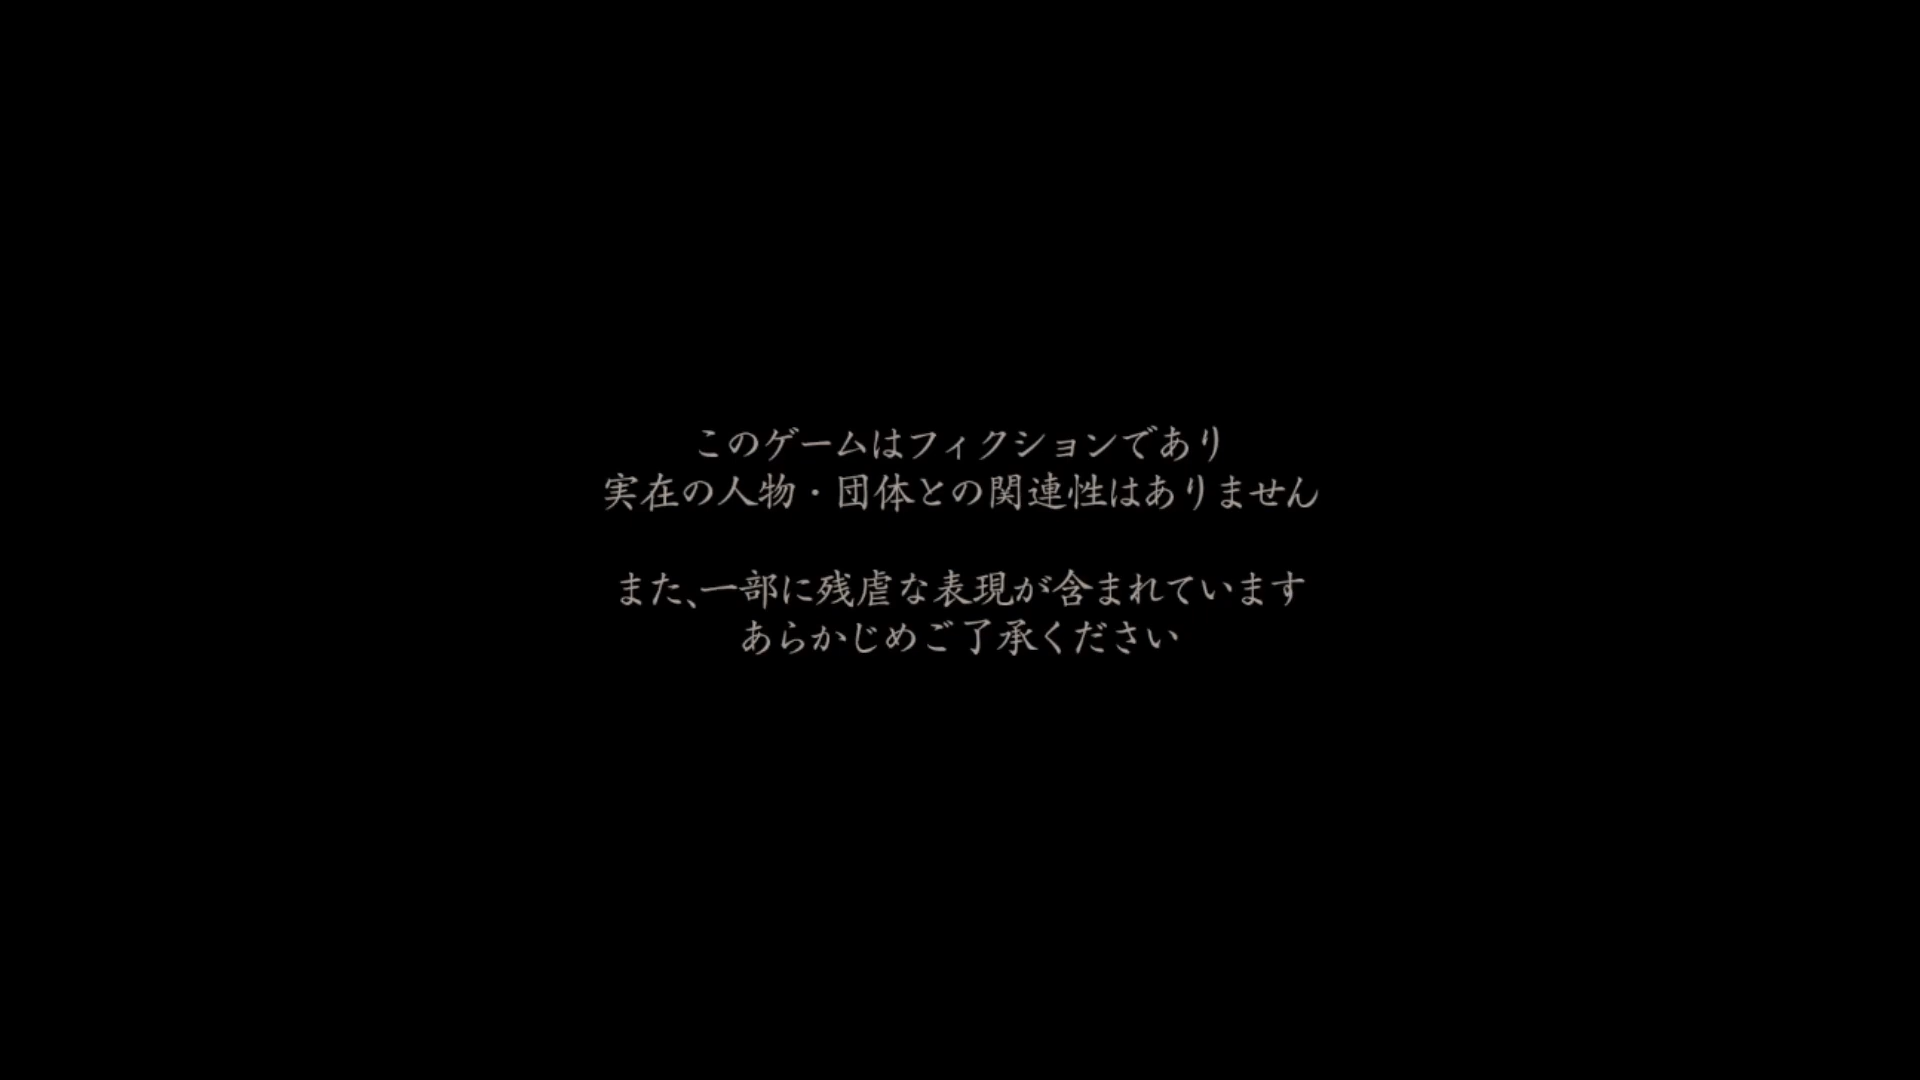 このゲームはフィクションであり
実在の人物・団体との関連性はありません
また、一部に残虐な表現が含まれています
あらかじめご了承ください